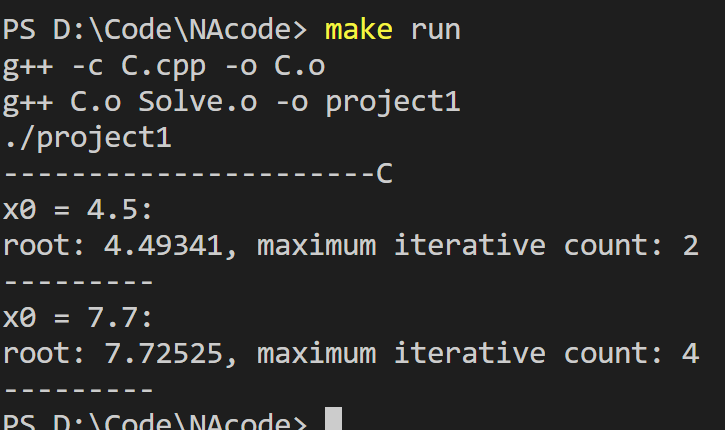 PS D:\Code\NAcode> make run
g++ -c C.cpp -o C.o
g++ C.o Solve.o -o project1
./project1
----------------------C
x0 = 4.5:
root: 4.49341, maximum iterative count: 2
---------
x0 = 7.7:
root: 7.72525, maximum iterative count: 4
---------
PS D:\Code\NAcode>